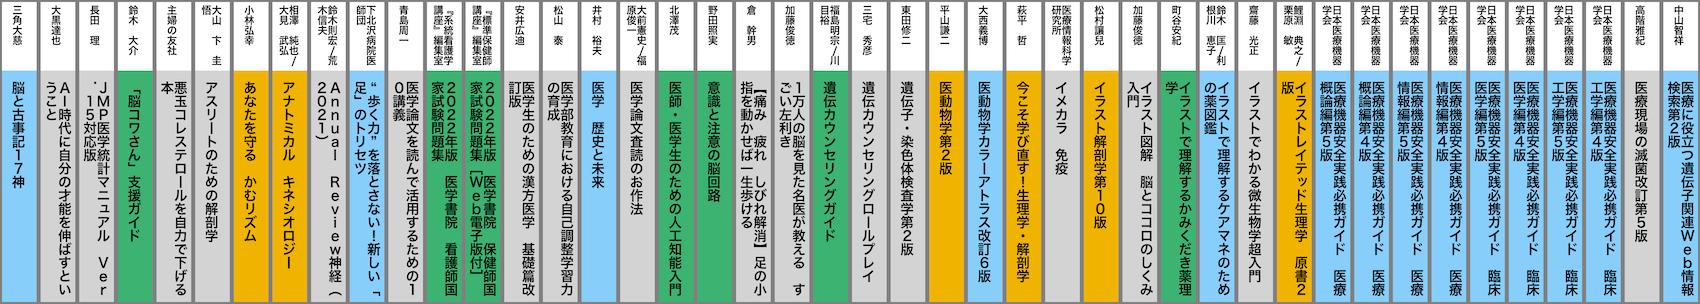 三角大慈
脳と古事記17神
大黒達也
AI時代に自分の才能を伸ばすとい
うこと
長田 理
JMP医学統計マニュアル Ver
.15対応版
鈴木 大介
「脳コワさん」支援ガイド
主婦の友社
悪玉コレステロールを自力で下げる
本
大山 卞 圭
悟
アスリートのための解剖学
小林弘幸
あなたを守る かむリズム
相澤 純也/
大見 武弘
アナトミカル キネシオロジー
鈴木則宏/荒
木信夫
Annual Review神経(
2021)
下北沢病院医
師団
“歩く力”を落とさない!新しい「
足」のトリセツ
青島周一
医学論文を読んで活用するための1
0講義
『系統看護学
講座』編集室
2022年版 医学書院 看護師国
家試験問題集
『標準保健師
講座』編集室
2022年版 医学書院 保健師国
家試験問題集[Web電子版付]
安井広迪
医学生のための漢方医学 基礎篇改
訂版
松山 泰
医学部教育における自己調整学習力
の育成
井村 裕夫
医学 歴史と未来
大前憲史/福
原俊一
医学論文査読のお作法
北澤茂
医師・医学生のための人工知能入門
野田照実
意識と注意の脳回路
倉 幹男
【痛み 疲れ しびれ解消】足の小
指を動かせば一生歩ける
加藤俊徳
1万人の脳を見た名医が教える す
ごい左利き
福島明宗/川
目裕
遺伝カウンセリングガイド
三宅 秀彦
遺伝カウンセリングロールプレイ
東田修二
遺伝子・染色体検査学第2版
平山謙二
医動物学第2版
大西義博
医動物学カラーアトラス改訂6版
萩平 哲
今こそ学び直す!生理学・解剖学
医療情報科学
研究所
イメカラ 免疫
松村讓兒
イラスト解剖学第10版
加藤俊徳
イラスト図解 脳とココロのしくみ
入門
町谷安紀
イラストで理解するかみくだき薬理
学
鈴木 匡/利
根川 恵子
イラストで理解するケアマネのため
の薬図鑑
齋藤 光正
イラストでわかる微生物学超入門
鯉淵 典之/
栗原 敏
イラストレイテッド生理学 原書2
版
日本医療機器
学会
医療機器安全実践必携ガイド 医療
概論編第5版
日本医療機器
学会
医療機器安全実践必携ガイド 医療
概論編第4版
日本医療機器
学会
医療機器安全実践必携ガイド 医療
情報編第5版
日本医療機器
学会
医療機器安全実践必携ガイド 医療
情報編第4版
日本医療機器
学会
医療機器安全実践必携ガイド 臨床
医学編第5版
日本医療機器
学会
医療機器安全実践必携ガイド 臨床
医学編第4版
日本医療機器
学会
医療機器安全実践必携ガイド 臨床
工学編第5版
日本医療機器
学会
医療機器安全実践必携ガイド 臨床
工学編第4版
高階雅紀
医療現場の滅菌改訂第5版
中山智祥
医療に役立つ遺伝子関連Web情報
検索第2版